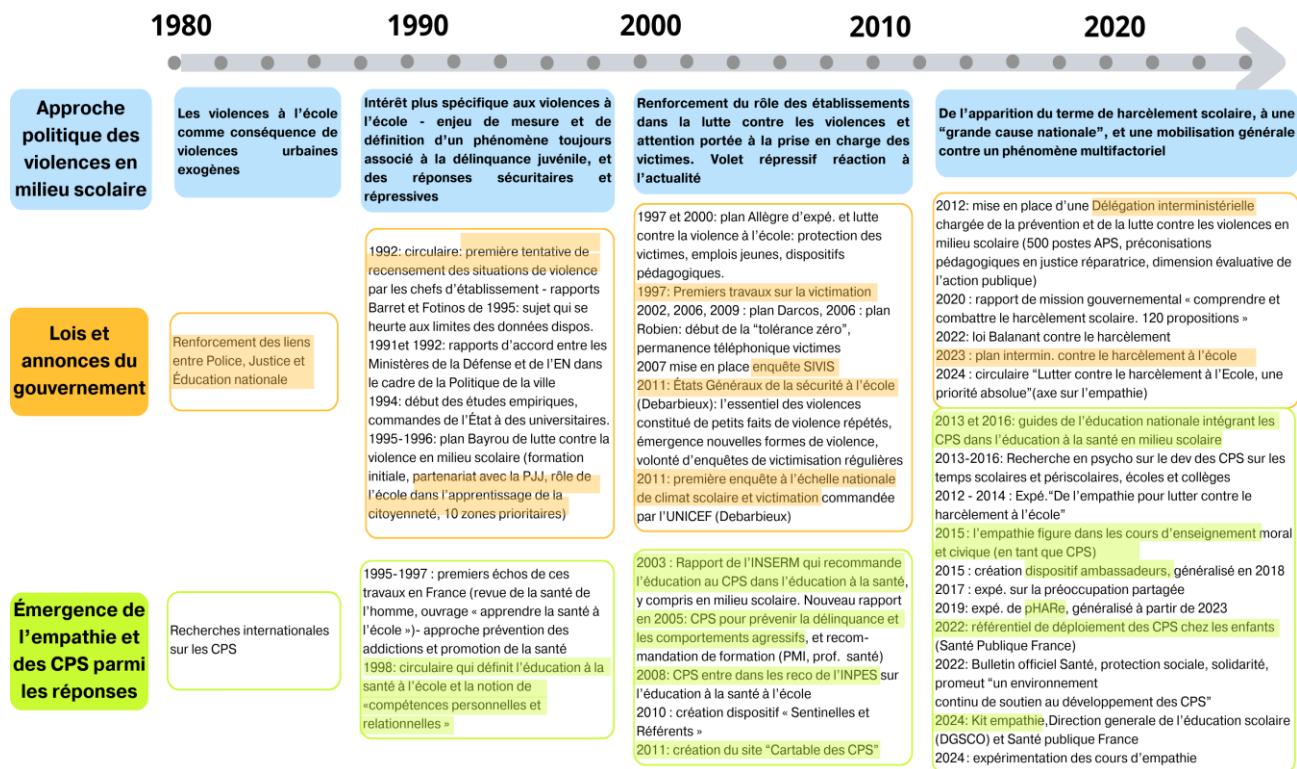 1980
1990
2000
2010
2020
Approche
politique des
violences en
milieu scolaire
Les violences à l'école
comme conséquence de
violences urbaines
exogènes
Intérêt plus spécifique aux violences à
l'école - enjeu de mesure et de
définition d'un phénomène toujours
associé à la délinquance juvénile, et
des réponses sécuritaires et
répressives
Renforcement du rôle des établissements
dans la lutte contre les violences et
attention portée à la prise en charge des
victimes. Volet répressif réaction à
l'actualité
De l'apparition du terme de harcèlement scolaire, à une
"grande cause nationale", et une mobilisation générale
contre un phénomène multifactoriel
Lois et
annonces du
gouvernement
Renforcement des liens
entre Police, Justice et
Éducation nationale
1992: circulaire: première tentative de
recensement des situations de violence
par les chefs d'établissement - rapports
Barret et Fotinos de 1995: sujet qui se
heurte aux limites des données dispos.
1991et 1992: rapports d'accord entre les
Ministères de la Défense et de l'EN dans
le cadre de la Politique de la ville
1994: début des études empiriques,
commandes de l'État à des universitaires.
1995-1996: plan Bayrou de lutte contre la
violence en milieu scolaire (formation
initiale, partenariat avec la PJJ, rôle de
l'école dans l'apprentissage de la
citoyenneté, 10 zones prioritaires)
1997 et 2000: plan Allègre d'expé. et lutte
contre la violence à l'école: protection des
victimes, emplois jeunes, dispositifs
pédagogiques.
1997: Premiers travaux sur la victimation
2002, 2006, 2009 : plan Darcos, 2006 : plan
Robien: début de la "tolérance zéro",
permanence téléphonique victimes
2007 mise en place enquête SIVIS
2011: États Généraux de la sécurité à l'école
(Debarbieux): l'essentiel des violences
constitué de petits faits de violence répétés,
émergence nouvelles formes de violence,
volonté d'enquêtes de victimisation régulières
2011: première enquête à l'échelle nationale
de climat scolaire et victimation commandée
par l'UNICEF (Debarbieux)
2012: mise en place d'une Délégation interministérielle
chargée de la prévention et de la lutte contre les violences en
milieu scolaire (500 postes APS, préconisations
pédagogiques en justice réparatrice, dimension évaluative de
l'action publique)
2020 : rapport de mission gouvernemental « comprendre et
combattre le harcèlement scolaire. 120 propositions »
2022: loi Balanant contre le harcèlement
2023 : plan intermin. contre le harcèlement à l'école
2024 : circulaire "Lutter contre le harcèlement à l'Ecole, une
priorité absolue"(axe sur l'empathie)
Émergence de
l'empathie et
des CPS parmi
les réponses
Recherches internationales
sur les CPS
1995-1997 : premiers échos de ces
travaux en France (revue de la santé de
l'homme, ouvrage « apprendre la santé à
l'école »)- approche prévention des
addictions et promotion de la santé
1998: circulaire qui définit l'éducation à la
santé à l'école et la notion de
«compétences personnelles et
relationnelles »
2003 : Rapport de l'INSERM qui recommande
l'éducation au CPS dans l'éducation à la santé,
y compris en milieu scolaire. Nouveau rapport
en 2005: CPS pour prévenir la délinquance et
les comportements agressifs, et recom-
mandation de formation (PMI, prof. santé)
2008: CPS entre dans les reco de l'INPES sur
l'éducation à la santé à l'école
2010 : création dispositif « Sentinelles et
Référents »
2011: création du site "Cartable des CPS"
2013 et 2016: guides de l'éducation nationale intégrant les
CPS dans l'éducation à la santé en milieu scolaire
2013-2016: Recherche en psycho sur le dev des CPS sur les
temps scolaires et périscolaires, écoles et collèges
2012 - 2014 : Expé."De l'empathie pour lutter contre le
harcèlement à l'école"
2015: l'empathie figure dans les cours d'enseignement moral
et civique (en tant que CPS)
2015 : création dispositif ambassadeurs, généralisé en 2018
2017 : expé. sur la préoccupation partagée
2019: expé. de pHARe, généralisé à partir de 2023
2022: référentiel de déploiement des CPS chez les enfants
(Santé Publique France)
2022: Bulletin officiel Santé, protection sociale, solidarité,
promeut "un environnement
continu de soutien au développement des CPS"
2024: Kit empathie,Direction generale de l'éducation scolaire
(DGSCO) et Santé publique France
2024: expérimentation des cours d'empathie